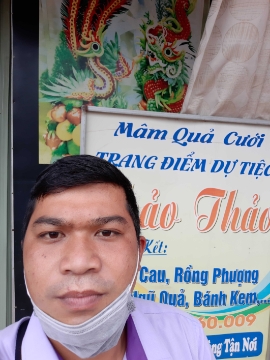 Mâm Quả Cưới
TRANG ĐIỂM DỰ TIỆC
ảo Thảo
Kết:
Cau, Rồng Phượng
Quả, Bánh Kem,..
60.009
Tận Nơi